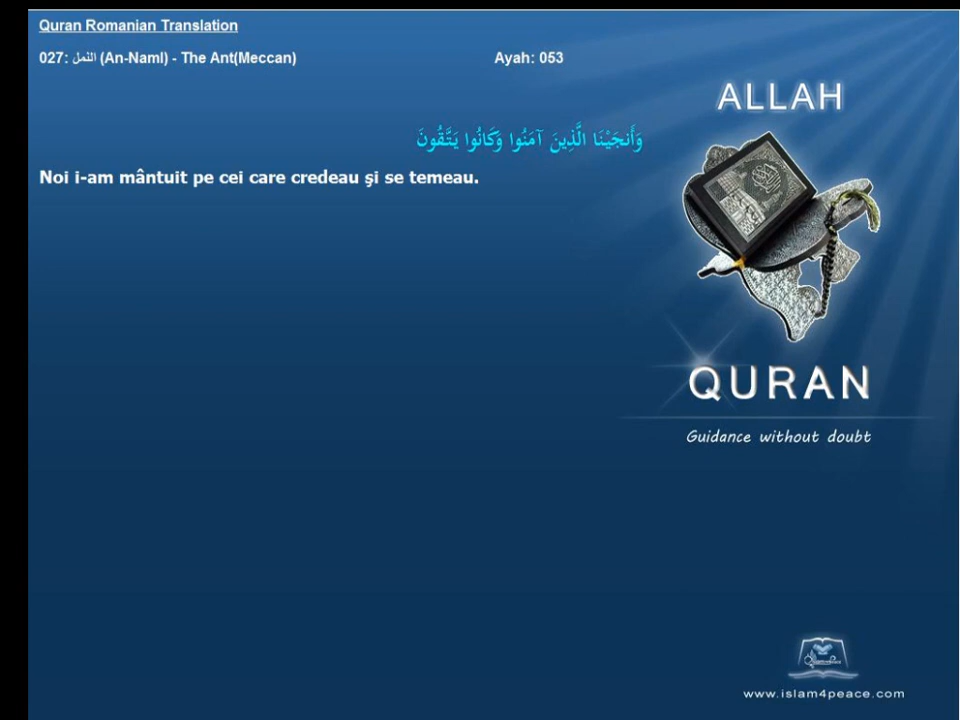 Quran Romanian Translation
027: النمل (An-Naml) - The Ant(Meccan) Ayah: 053
ALLAH
وَأَنجَيْنَا الَّذِينَ آمَنُوا وَكَانُوا يَتَّقُونَ
Noi i-am mântuit pe cei care credeau şi se temeau.
QURAN
Guidance without doubt
www.islam4peace.com